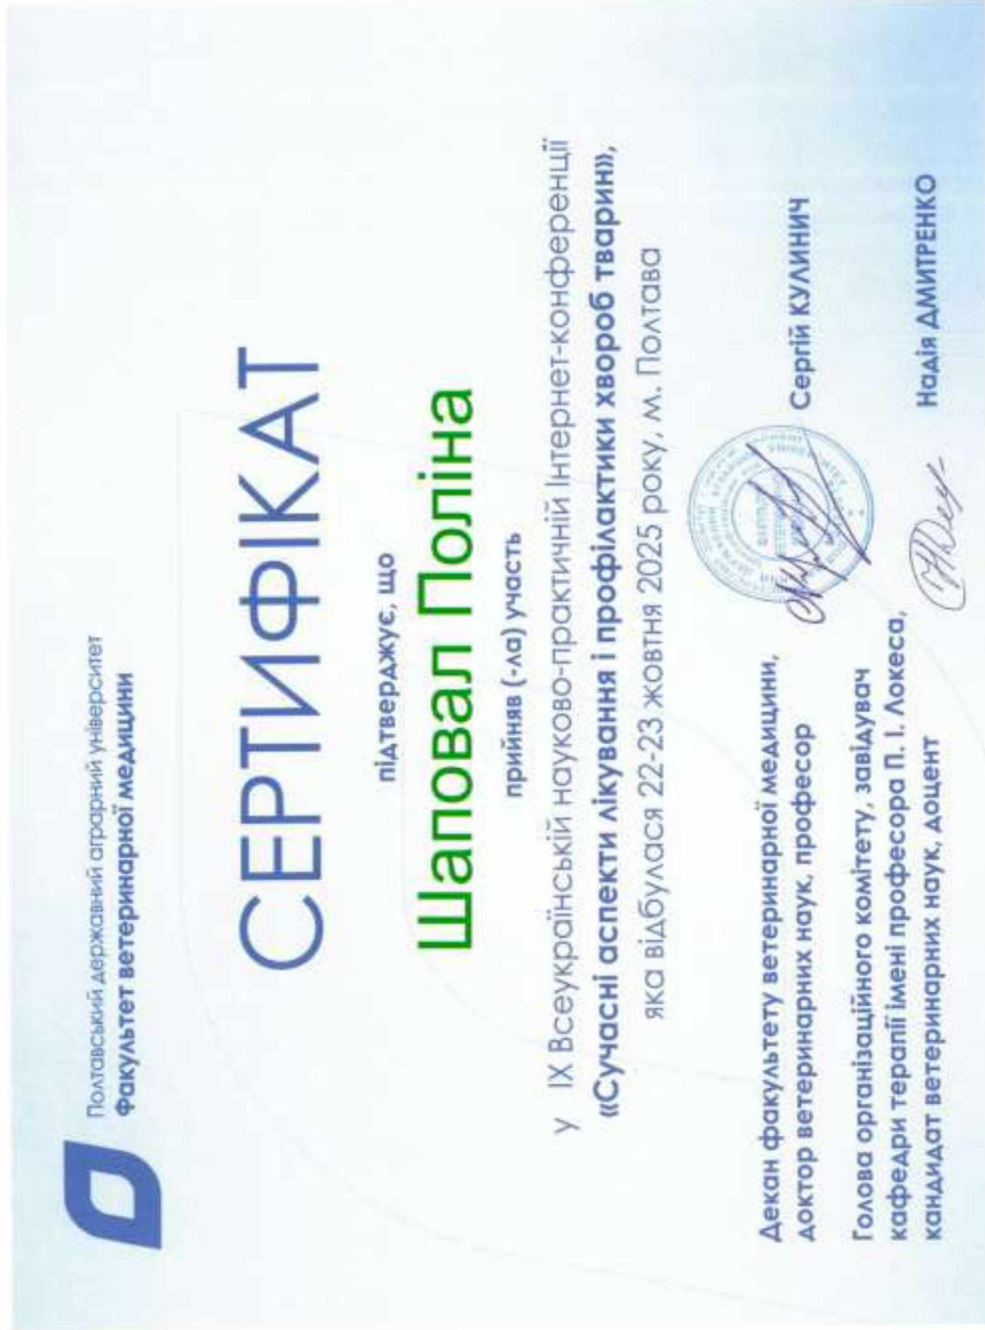 Полтавський державний аграрний університет
Факультет ветеринарної медицини
СЕРТИФІКАТ
підтверджує, що
Шаповал Поліна
прийняв (-ла) участь
у IX Всеукраїнській науково-практичній Інтернет-конференції
«Сучасні аспекти лікування і профілактики хвороб тварин»,
яка відбулася 22-23 жовтня 2025 року, м. Полтава
Декан факультету ветеринарної медицини,
доктор ветеринарних наук, професор
Сергій КУЛИНИЧ
Голова організаційного комітету, завідувач
кафедри терапії імені професора П. І. Локеса,
кандидат ветеринарних наук, доцент
Надія ДМИТРЕНКО